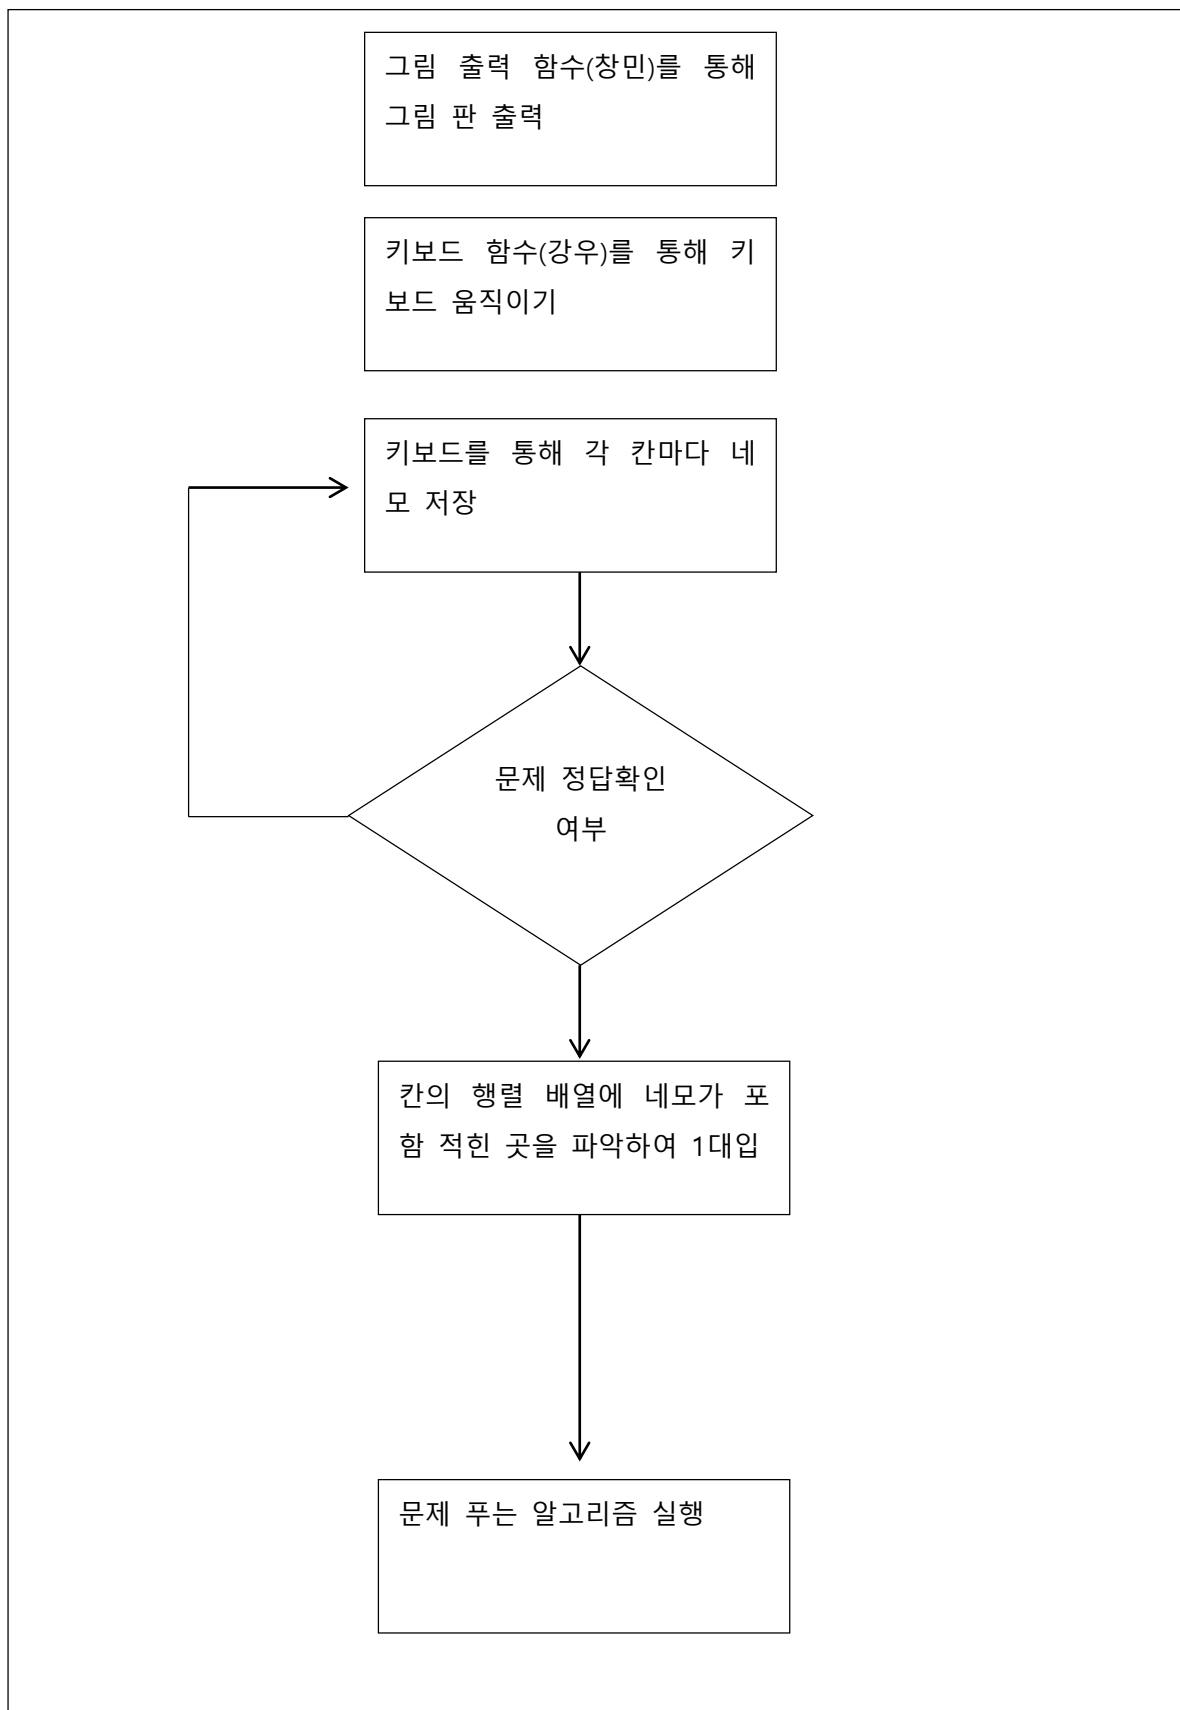 그림 출력 함수(창민)를 통해
그림 판 출력
키보드 함수(강우)를 통해 키
보드 움직이기
키보드를 통해 각 칸마다 네
모 저장
문제 정답확인
여부
칸의 행렬 배열에 네모가 포
함 적힌 곳을 파악하여 1대입
문제 푸는 알고리즘 실행